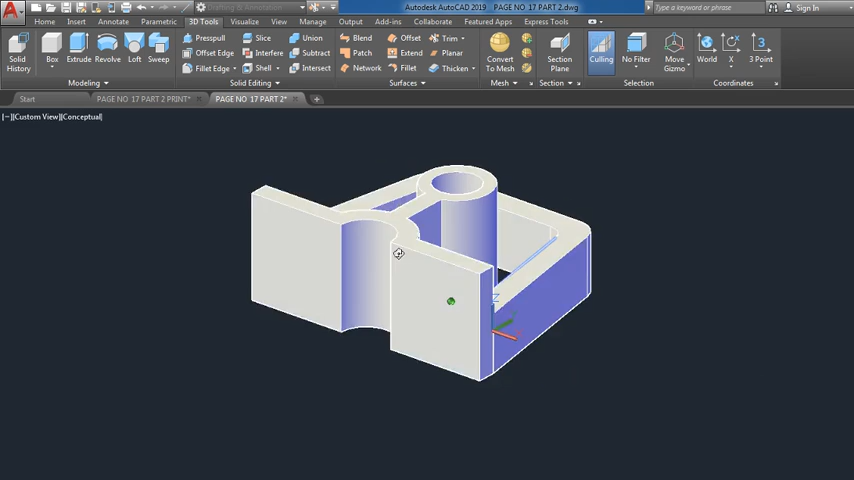 A Drafting & Annotation Autodesk AutoCAD 2019 PAGE NO. 17 PART 2.dwg Type a keyword or phrase Sign In
Home Insert Annotate Parametric 3D Tools Visualize View Manage Output Add-ins Collaborate Featured Apps Express Tools
Polysolid Presspull Slice Union Blend Offset Trim
Offset Edge Interfere Subtract Patch Extend Planar
Fillet Edge Shell Intersect Network Fillet Thicken
Solid History Box Extrude Revolve Loft Sweep Convert To Mesh Section Plane Culling No Filter Move Gizmo World X 3 Point
Modeling Solid Editing Surfaces Mesh Section Selection Coordinates
Start PAGE NO 17 PART 2 PRINT* PAGE NO 17 PART 2*
[−][Custom View][Conceptual]
Z